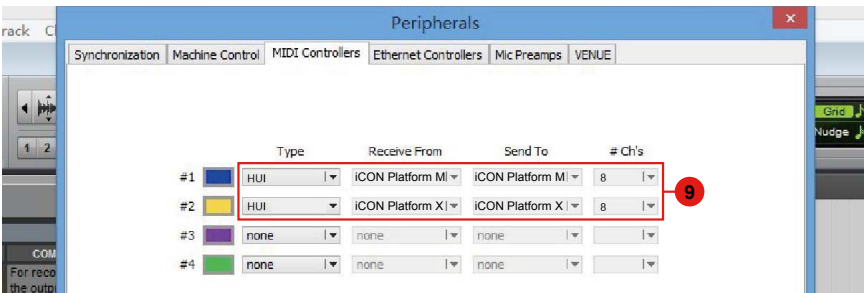 Peripherals
rack Cl
Synchronization Machine Control MIDI Controllers Ethernet Controllers Mic Preamps VENUE
Grid
Nudge
1 2
Type Receive From Send To # Ch's
#1 HUI iCON Platform M iCON Platform M 8
9
#2 HUI iCON Platform X iCON Platform X 8
#3 none none none
#4 none none none
COM
For reco
the outp